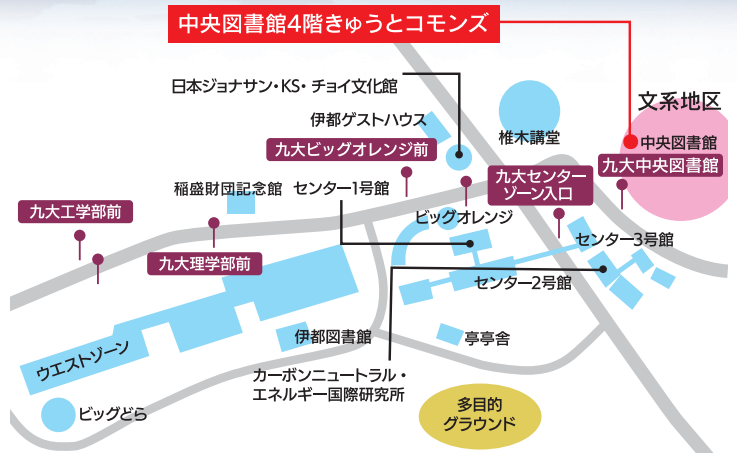 中央図書館4階きゅうとコモンズ
日本ジョナサン・KS・チョイ文化館
文系地区
伊都ゲストハウス
椎木講堂
中央図書館
九大ビッグオレンジ前
九大中央図書館
九大センター
ゾーン入口
稲盛財団記念館
センター1号館
九大工学部前
ビッグオレンジ
センター3号館
九大理学部前
センター2号館
伊都図書館
亭亭舎
ウエストゾーン
カーボンニュートラル・
エネルギー国際研究所
ビッグどら
多目的
グラウンド